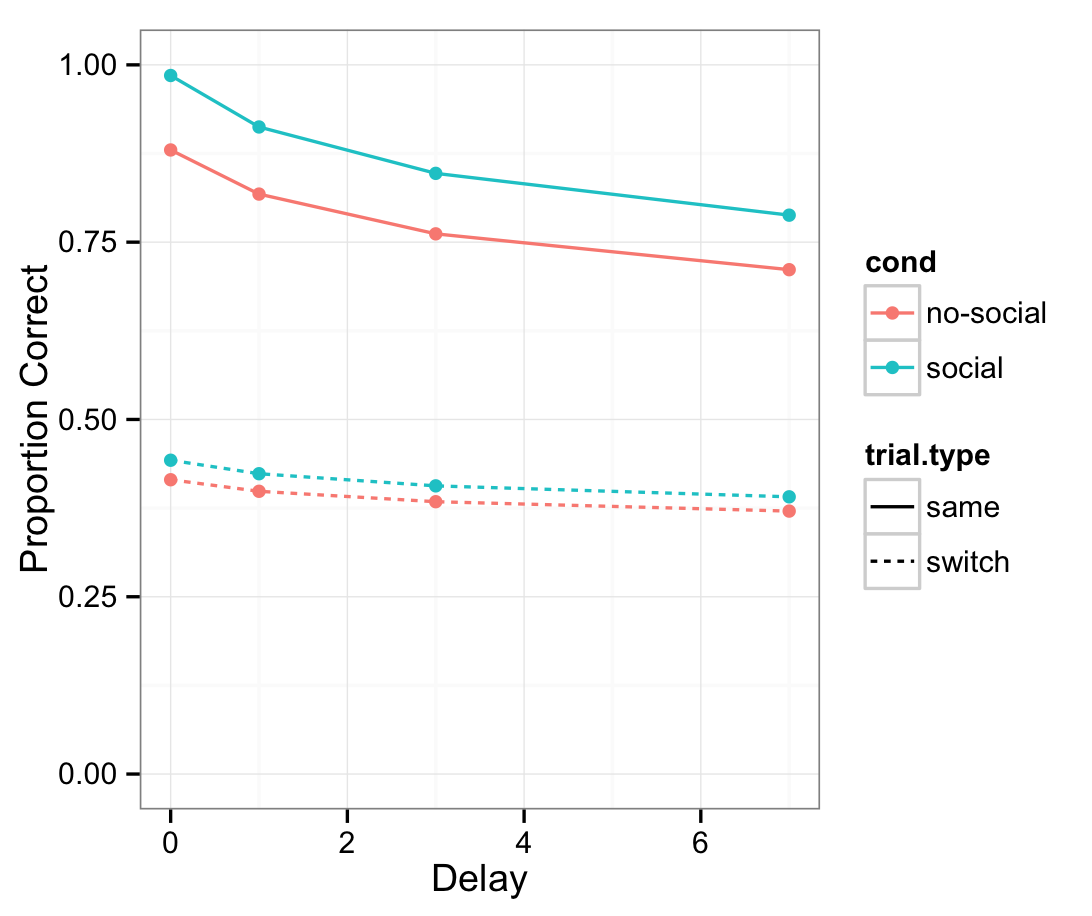 1.00
0.75
0.50
0.25
0.00
Proportion Correct
0 2 4 6
Delay
cond
no-social
social
trial.type
same
switch